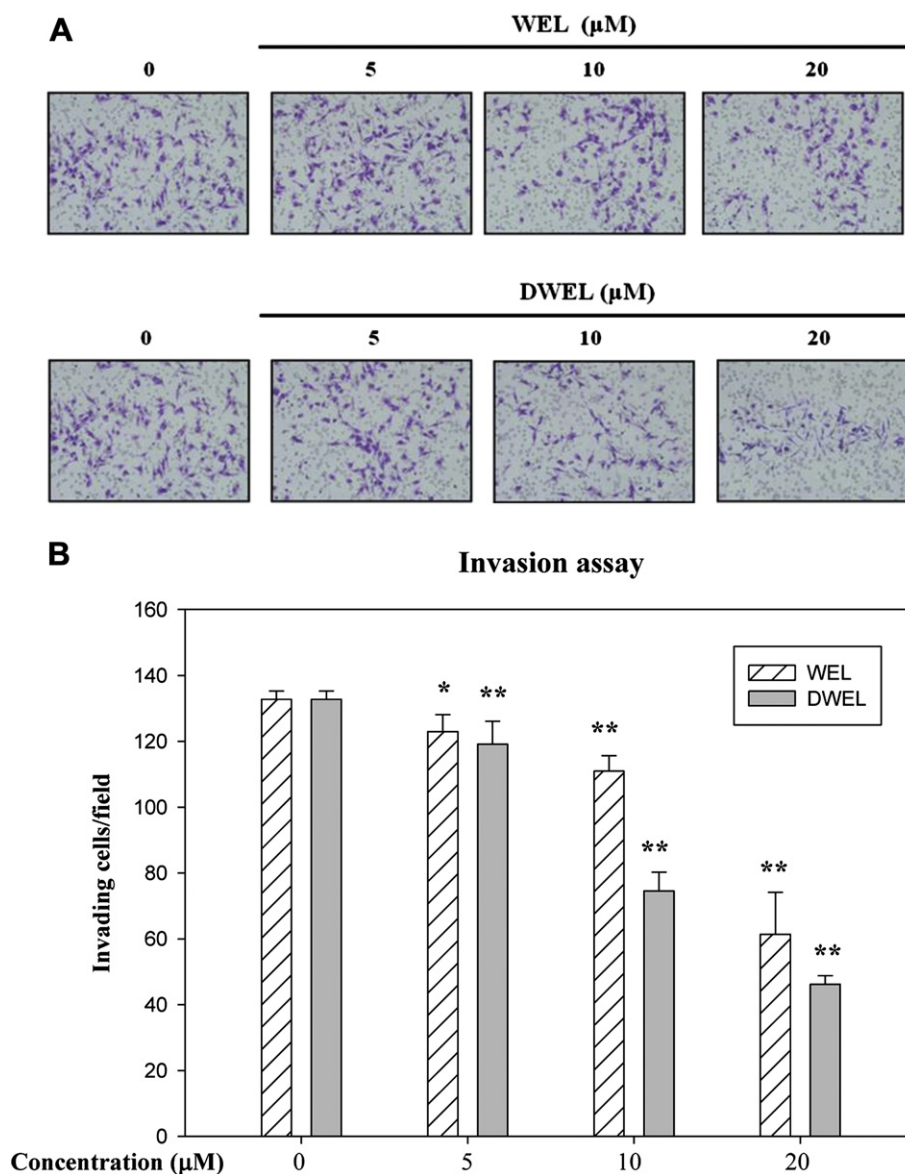 A
WEL (µM)
0 5 10 20
DWEL (µM)
0 5 10 20
B
Invasion assay
160
140
120
100
80
60
40
20
0
Invading cells/field
WEL
DWEL
* ** ** ** ** **
Concentration (µM) 0 5 10 20